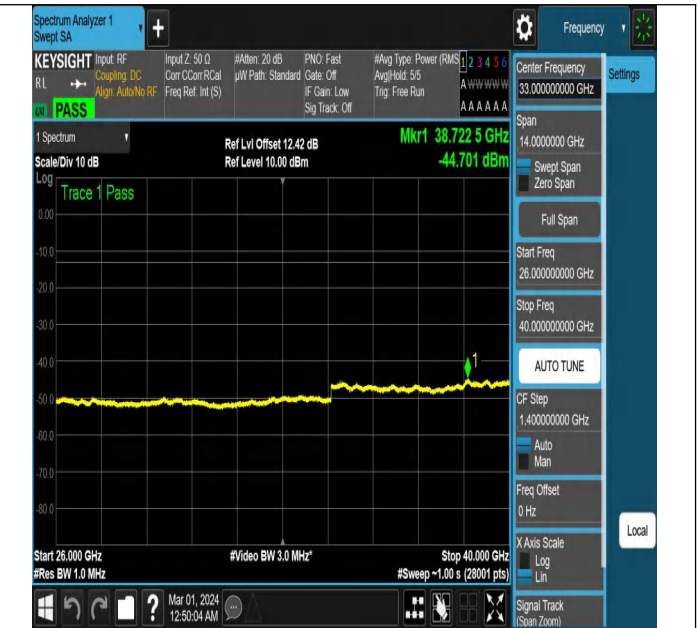 Spectrum Analyzer 1
Swept SA
+
Frequency
KEYSIGHT
RL
PASS
Input: RF
Coupling: DC
Align: Auto/No RF
Input Z: 50 Ω
Corr CCorr RCal
Freq Ref: Int (S)
#Atten: 20 dB
µW Path: Standard
PNO: Fast
Gate: Off
IF Gain: Low
Sig Track: Off
#Avg Type: Power (RMS
Avg|Hold: 5/5
Trig: Free Run
1 2 3 4 5 6
A W W W W W
A A A A A A
1 Spectrum
Scale/Div 10 dB
Ref Lvl Offset 12.42 dB
Ref Level 10.00 dBm
Mkr1 38.722 5 GHz
-44.701 dBm
Log
Trace 1 Pass
0.00
-10.0
-20.0
-30.0
-40.0
-50.0
-60.0
-70.0
-80.0
1
Start 26.000 GHz
#Res BW 1.0 MHz
#Video BW 3.0 MHz*
Stop 40.000 GHz
#Sweep ~1.00 s (28001 pts)
?
Mar 01, 2024
12:50:04 AM
Center Frequency
33.000000000 GHz
Settings
Span
14.0000000 GHz
Swept Span
Zero Span
Full Span
Start Freq
26.000000000 GHz
Stop Freq
40.000000000 GHz
AUTO TUNE
CF Step
1.400000000 GHz
Auto
Man
Freq Offset
0 Hz
X Axis Scale
Log
Lin
Local
Signal Track
(Span Zoom)